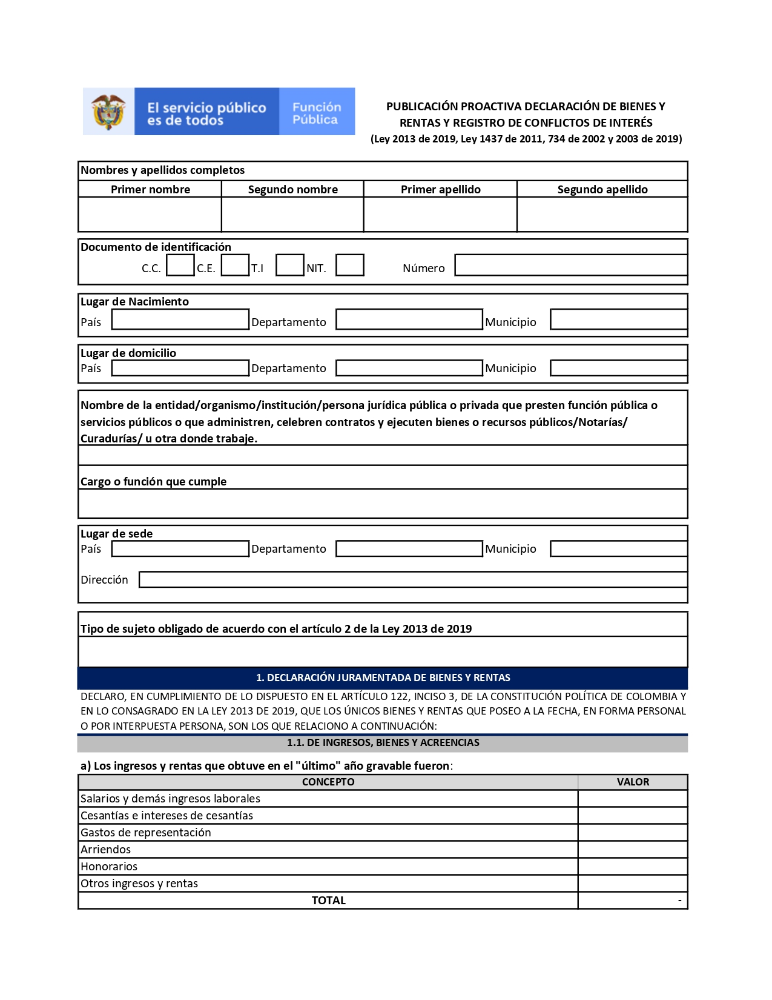 El servicio público
es de todos
Función
Pública
PUBLICACIÓN PROACTIVA DECLARACIÓN DE BIENES Y
RENTAS Y REGISTRO DE CONFLICTOS DE INTERÉS
(Ley 2013 de 2019, Ley 1437 de 2011, 734 de 2002 y 2003 de 2019)
Nombres y apellidos completos
Primer nombre Segundo nombre Primer apellido Segundo apellido
Documento de identificación
C.C. C.E. T.I NIT. Número
Lugar de Nacimiento
País Departamento Municipio
Lugar de domicilio
País Departamento Municipio
Nombre de la entidad/organismo/institución/persona jurídica pública o privada que presten función pública o
servicios públicos o que administren, celebren contratos y ejecuten bienes o recursos públicos/Notarías/
Curadurías/ u otra donde trabaje.
Cargo o función que cumple
Lugar de sede
País Departamento Municipio
Dirección
Tipo de sujeto obligado de acuerdo con el artículo 2 de la Ley 2013 de 2019
1. DECLARACIÓN JURAMENTADA DE BIENES Y RENTAS
DECLARO, EN CUMPLIMIENTO DE LO DISPUESTO EN EL ARTÍCULO 122, INCISO 3, DE LA CONSTITUCIÓN POLÍTICA DE COLOMBIA Y
EN LO CONSAGRADO EN LA LEY 2013 DE 2019, QUE LOS ÚNICOS BIENES Y RENTAS QUE POSEO A LA FECHA, EN FORMA PERSONAL
O POR INTERPUESTA PERSONA, SON LOS QUE RELACIONO A CONTINUACIÓN:
1.1. DE INGRESOS, BIENES Y ACREENCIAS
a) Los ingresos y rentas que obtuve en el "último" año gravable fueron:
CONCEPTO VALOR
Salarios y demás ingresos laborales
Cesantías e intereses de cesantías
Gastos de representación
Arriendos
Honorarios
Otros ingresos y rentas
TOTAL -